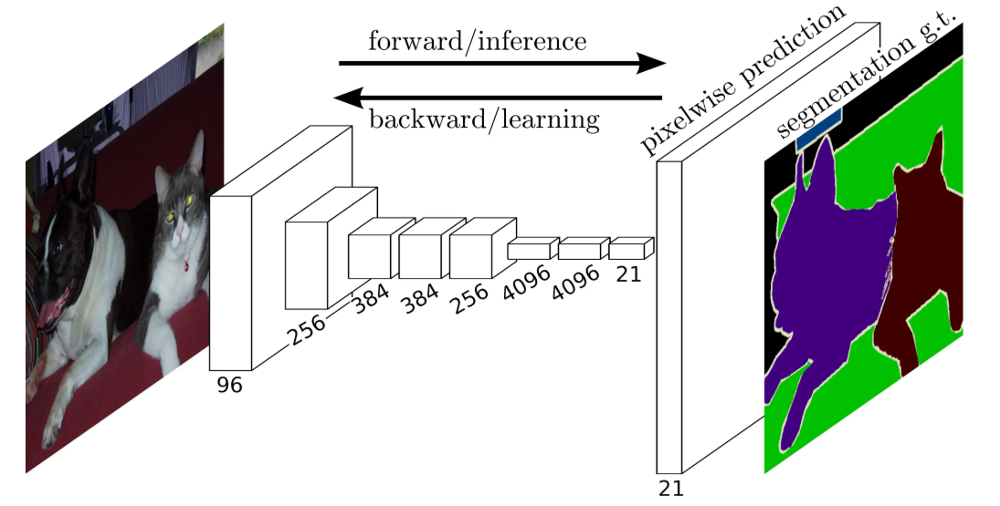 forward/inference
backward/learning
pixelwise prediction
segmentation g.t.
96
256
384
384
256
4096
4096
21
21